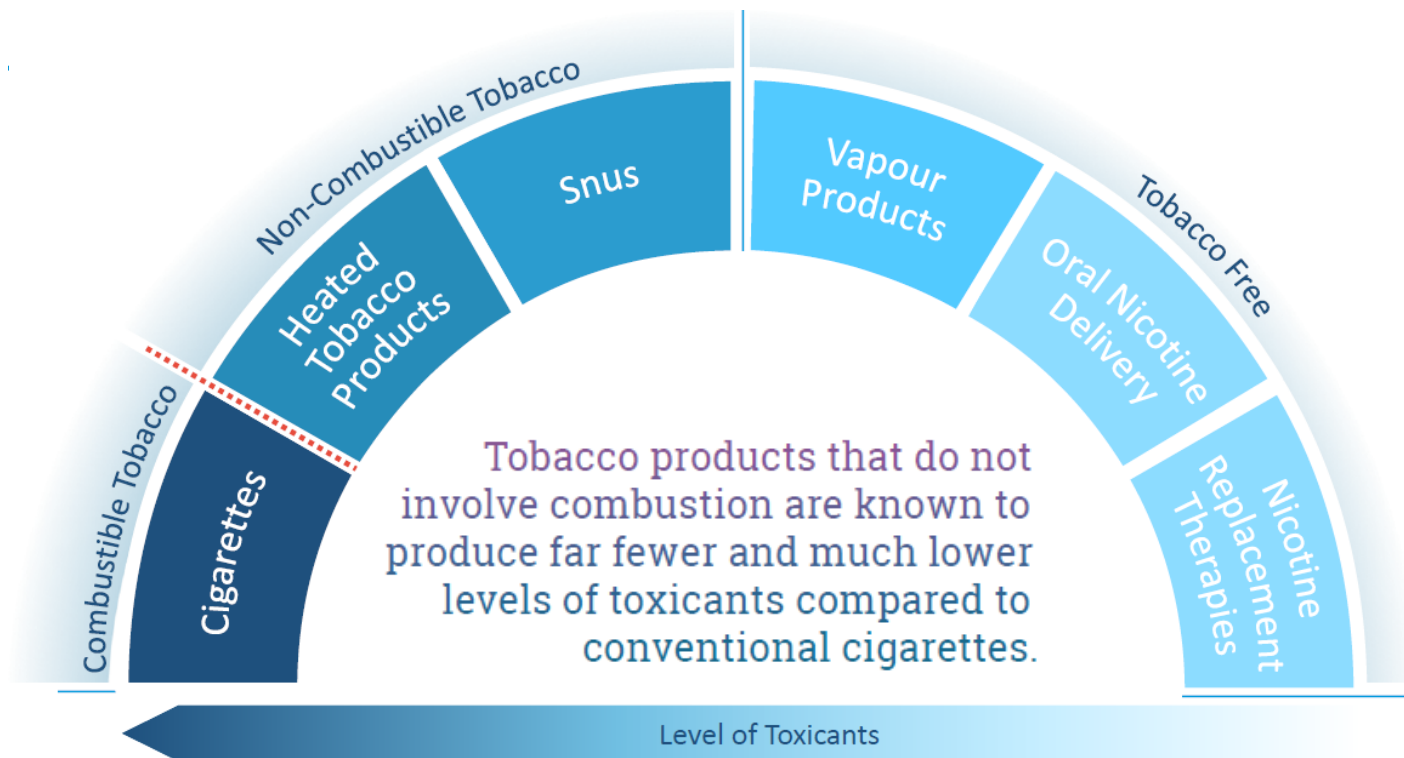 Non-Combustible Tobacco
Combustible Tobacco
Tobacco Free
Cigarettes
Heated
Tobacco
Products
Snus
Vapour
Products
Oral Nicotine
Delivery
Nicotine
Replacement
Therapies
Tobacco products that do not
involve combustion are known to
produce far fewer and much lower
levels of toxicants compared to
conventional cigarettes.
Level of Toxicants